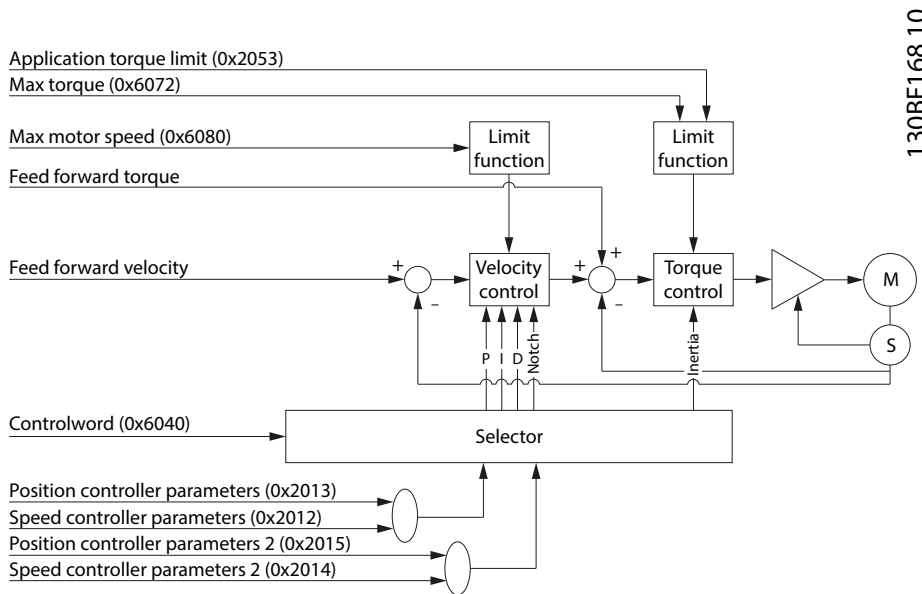 130BE168.10
Application torque limit (0x2053)
Max torque (0x6072)
Max motor speed (0x6080)
Limit
function
Limit
function
Feed forward torque
+
Feed forward velocity
+
–
Velocity
control
+
–
Torque
control
M
S
P
I
D
Notch
Inertia
Controlword (0x6040)
Selector
Position controller parameters (0x2013)
Speed controller parameters (0x2012)
Position controller parameters 2 (0x2015)
Speed controller parameters 2 (0x2014)